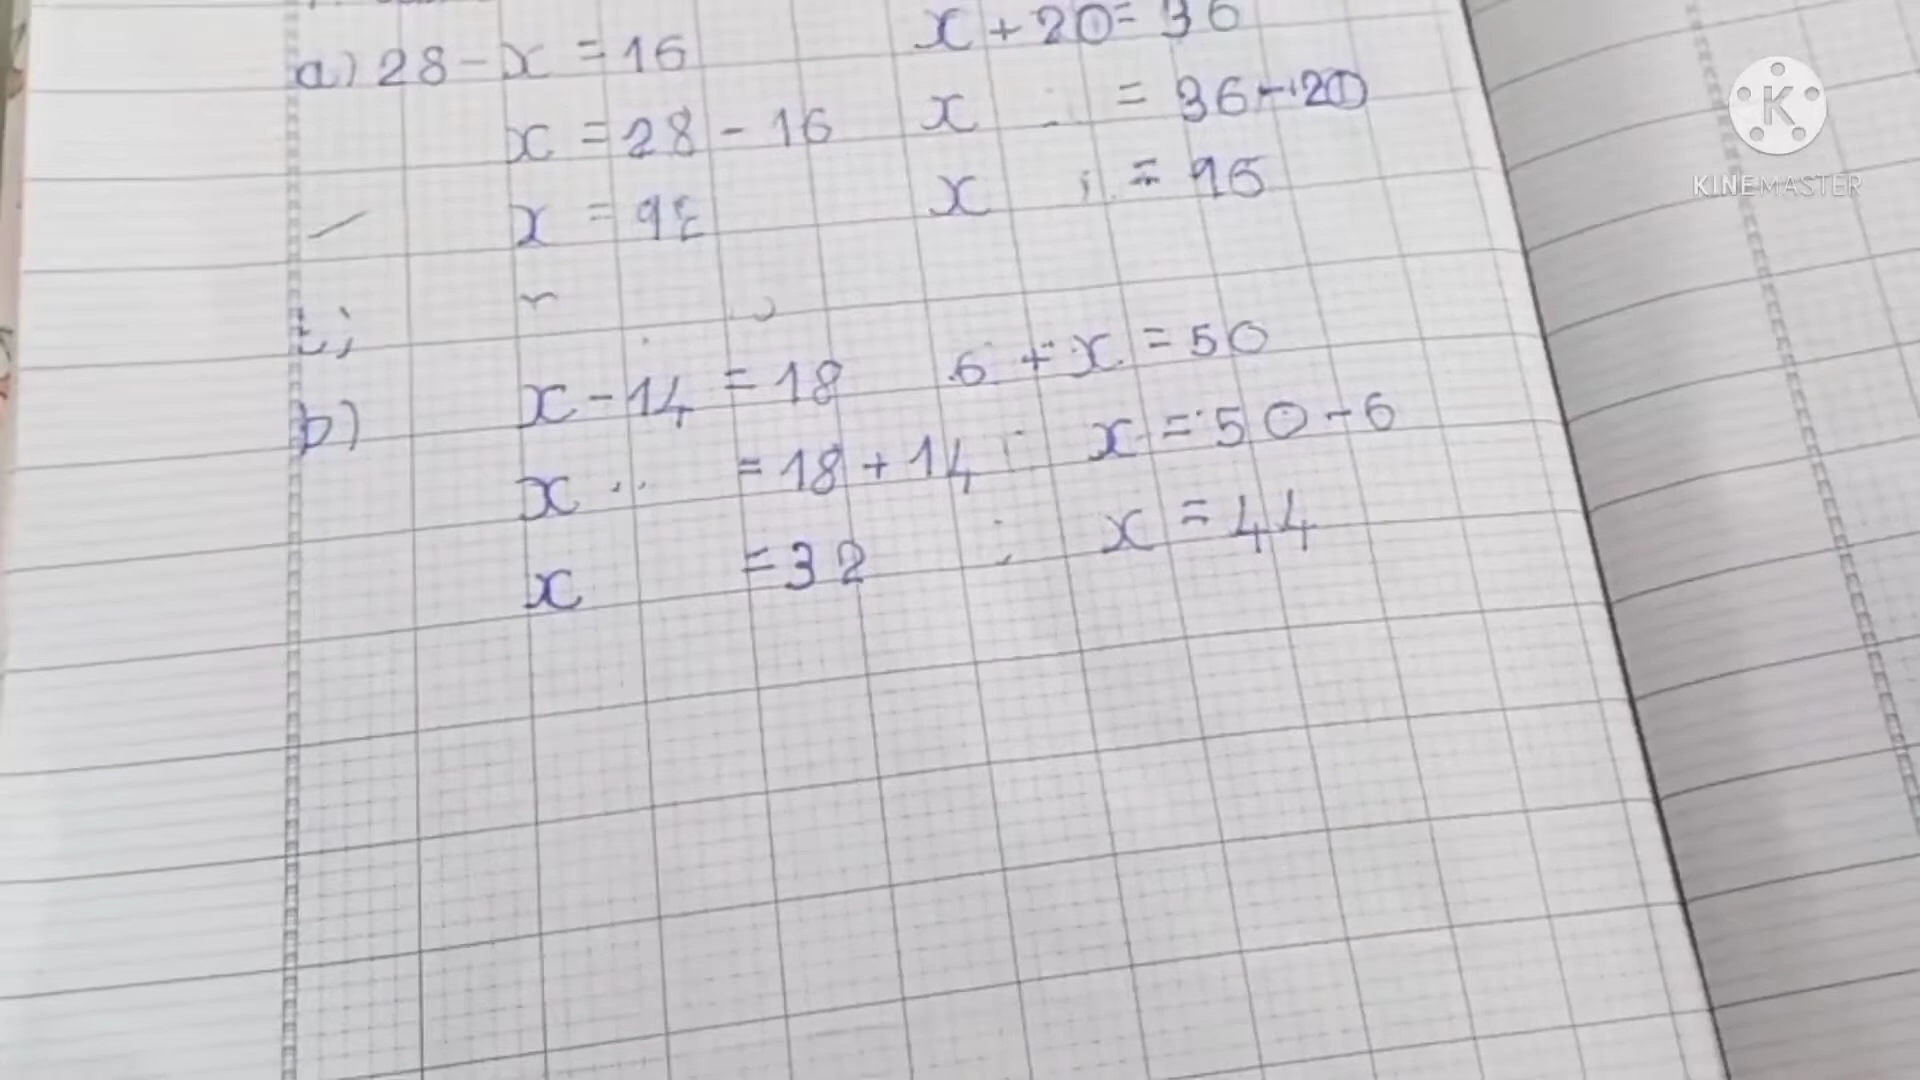 a) 28 - x = 16 x + 20 = 36
x = 28 - 16 x = 36 - 20
x = 12 x = 16
b) x - 14 = 18 6 + x = 50
x = 18 + 14 x = 50 - 6
x = 32 x = 44
KINEMASTER